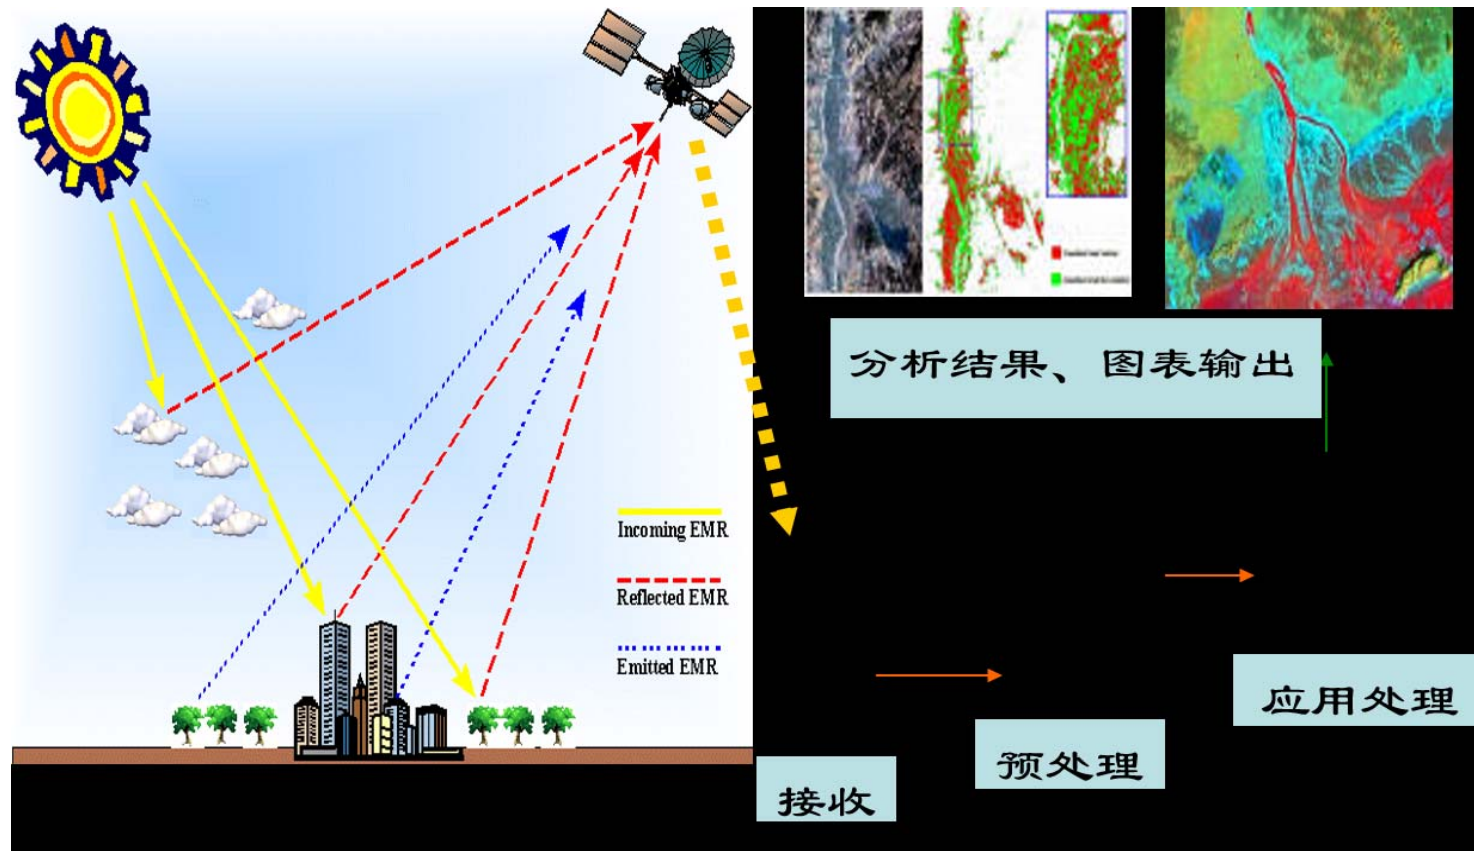 Incoming EMR
Reflected EMR
Emitted EMR
分析结果、图表输出
接收
预处理
应用处理